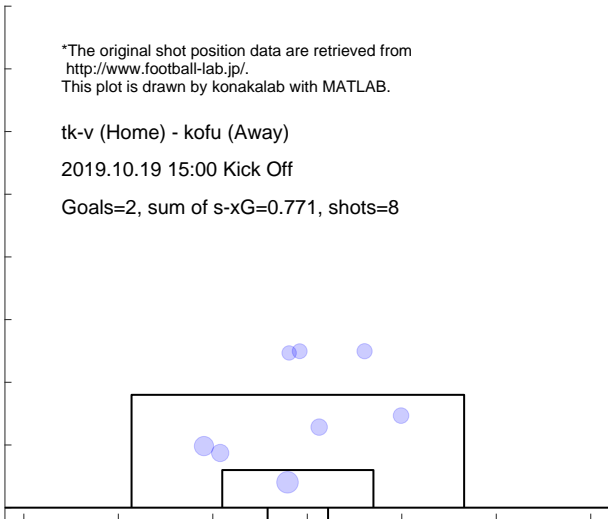 *The original shot position data are retrieved from
http://www.football-lab.jp/.
This plot is drawn by konakalab with MATLAB.
tk-v (Home) - kofu (Away)
2019.10.19 15:00 Kick Off
Goals=2, sum of s-xG=0.771, shots=8